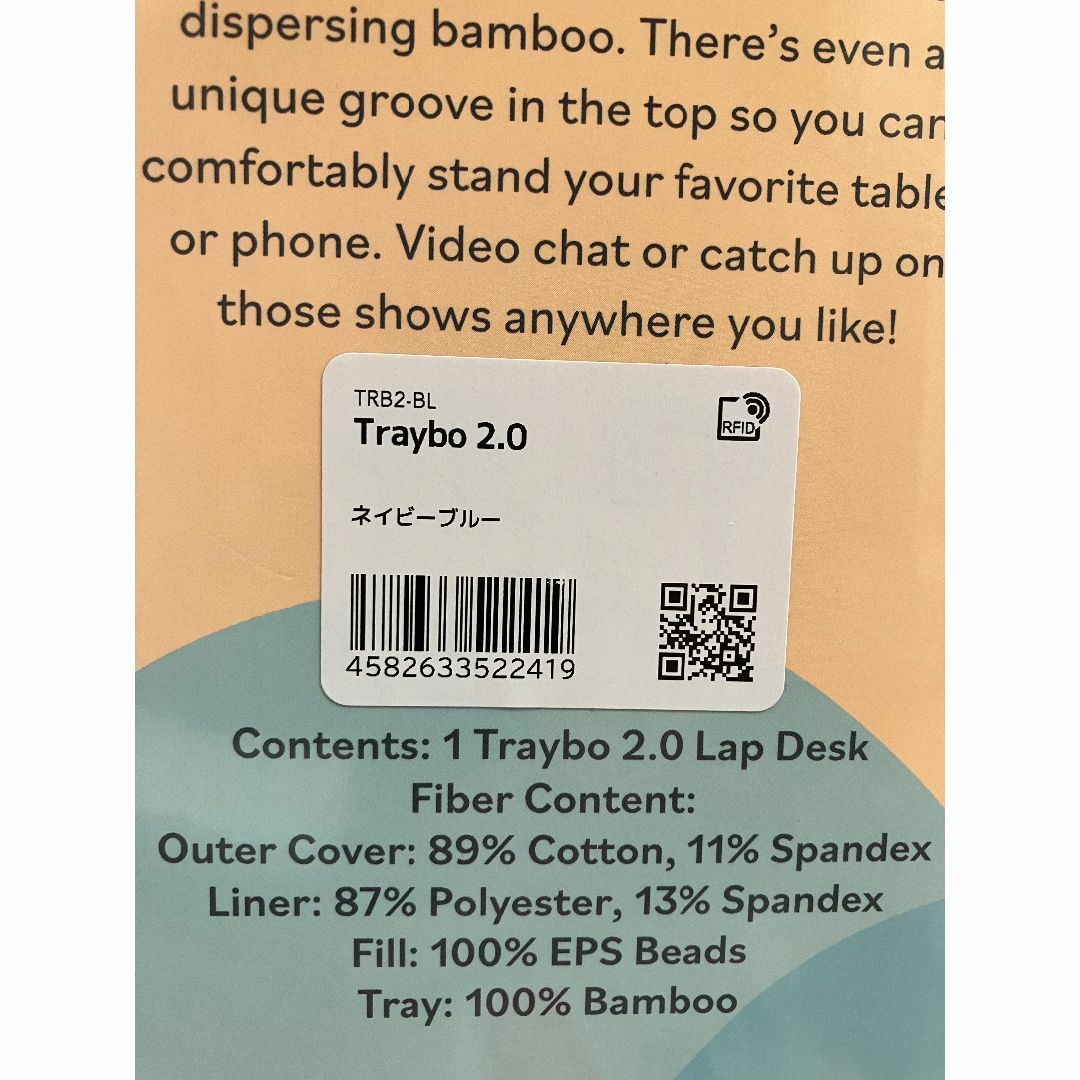 dispersing bamboo. There's even a
unique groove in the top so you can
comfortably stand your favorite
or phone. Video chat or catch up on
those shows anywhere you like!
TRB2-BL
RFID
Traybo 2.0
ネイビーブルー
4582633522419
Contents: 1 Traybo 2.0 Lap Desk
Fiber Content:
Outer Cover: 89% Cotton, 11% Spandex
Liner: 87% Polyester, 13% Spandex
Fill: 100% EPS Beads
Tray: 100% Bamboo